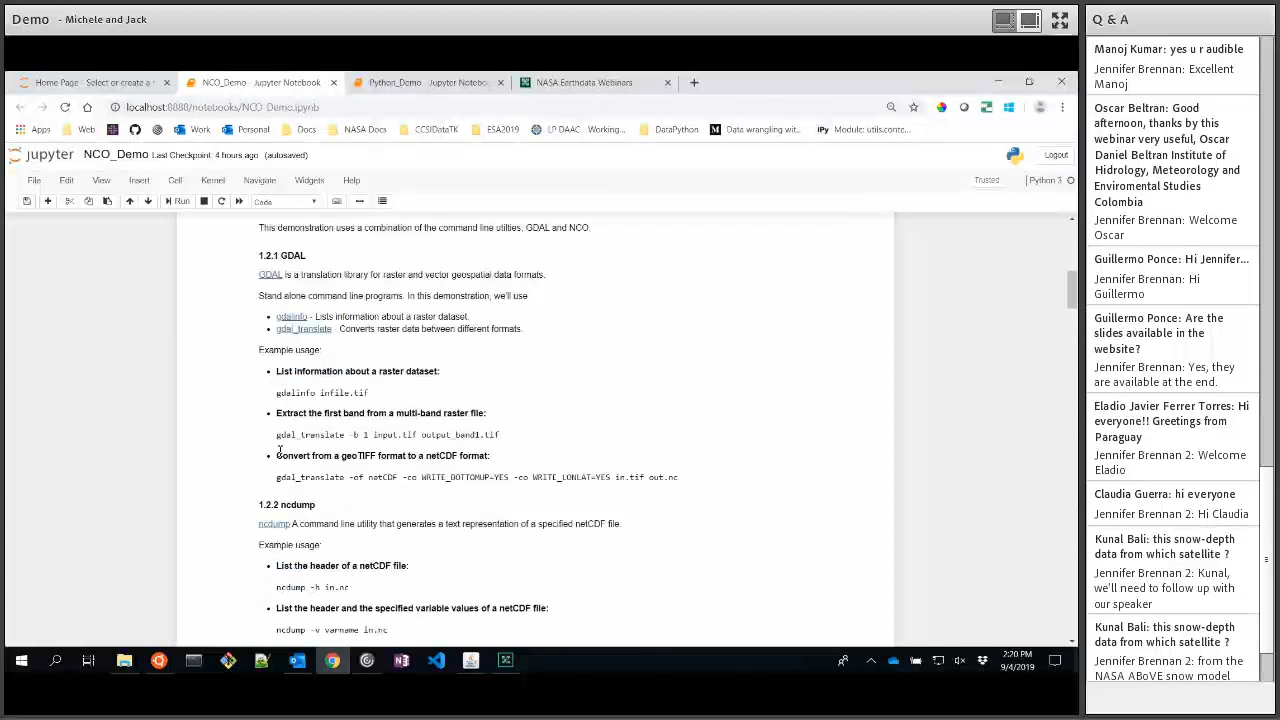 Demo - Michele and Jack
Home Page - Select or create a
NCO_Demo - Jupyter Notebook
Python_Demo - Jupyter Notebo
NASA Earthdata Webinars
localhost:8888/notebooks/NCO_Demo.ipynb
Apps Web Work Personal Docs NASA Docs CCSIDataTK ESA2019 LP DAAC Working... DataPython Data wrangling wit... IPy Module: utils.conte...
jupyter NCO_Demo Last Checkpoint: 4 hours ago (autosaved) Logout
File Edit View Insert Cell Kernel Navigate Widgets Help Trusted Python 3
Run Code
This demonstration uses a combination of the command line utilties, GDAL and NCO.
1.2.1 GDAL
GDAL is a translation library for raster and vector geospatial data formats.
Stand alone command line programs. In this demonstration, we'll use
• gdalinfo - Lists information about a raster dataset.
• gdal_translate - Converts raster data between different formats.
Example usage:
• List information about a raster dataset:
gdalinfo infile.tif
• Extract the first band from a multi-band raster file:
gdal_translate -b 1 input.tif output_band1.tif
• Convert from a geoTIFF format to a netCDF format:
gdal_translate -of netCDF -co WRITE_BOTTOMUP=YES -co WRITE_LONLAT=YES in.tif out.nc
1.2.2 ncdump
ncdump A command line utility that generates a text representation of a specified netCDF file.
Example usage:
• List the header of a netCDF file:
ncdump -h in.nc
• List the header and the specified variable values of a netCDF file:
ncdump -v varname in.nc
2:20 PM
9/4/2019
Q & A
Manoj Kumar: yes u r audible
Jennifer Brennan: Excellent
Manoj
Oscar Beltran: Good
afternoon, thanks by this
webinar very useful, Oscar
Daniel Beltran Institute of
Hidrology, Meteorology and
Enviromental Studies
Colombia
Jennifer Brennan: Welcome
Oscar
Guillermo Ponce: Hi Jennifer...
Jennifer Brennan: Hi
Guillermo
Guillermo Ponce: Are the
slides available in the
website?
Jennifer Brennan: Yes, they
are available at the end.
Eladio Javier Ferrer Torres: Hi
everyone!! Greetings from
Paraguay
Jennifer Brennan 2: Welcome
Eladio
Claudia Guerra: hi everyone
Jennifer Brennan 2: Hi Claudia
Kunal Bali: this snow-depth
data from which satellite ?
Jennifer Brennan 2: Kunal,
we'll need to follow up with
our speaker
Kunal Bali: this snow-depth
data from which satellite ?
Jennifer Brennan 2: from the
NASA ABoVE snow model